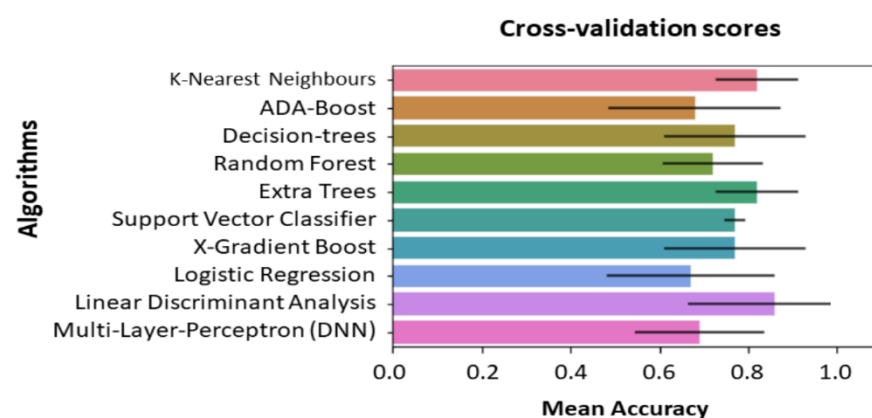 Cross-validation scores
Algorithms
K-Nearest Neighbours
ADA-Boost
Decision-trees
Random Forest
Extra Trees
Support Vector Classifier
X-Gradient Boost
Logistic Regression
Linear Discriminant Analysis
Multi-Layer-Perceptron (DNN)
0.0 0.2 0.4 0.6 0.8 1.0
Mean Accuracy